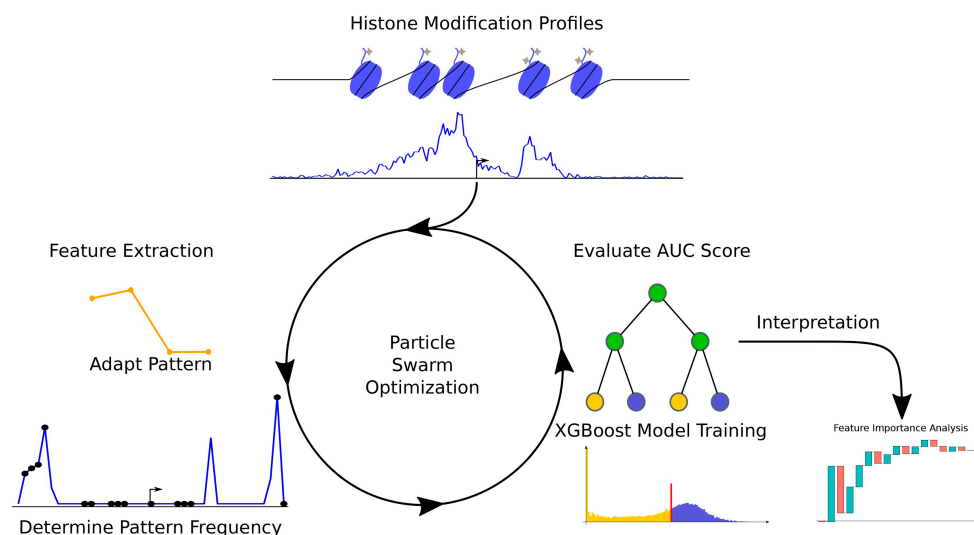 Histone Modification Profiles
Feature Extraction
Adapt Pattern
Determine Pattern Frequency
Particle
Swarm
Optimization
Evaluate AUC Score
XGBoost Model Training
Interpretation
Feature Importance Analysis